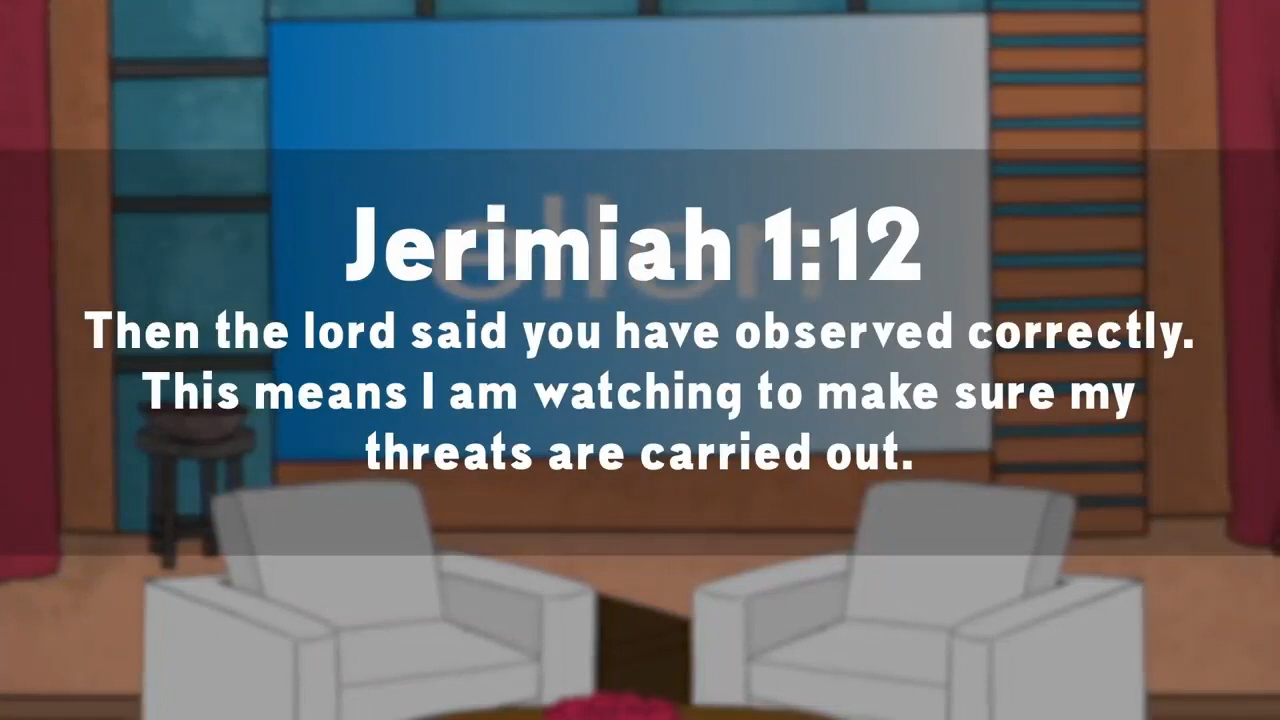 Jerimiah 1:12
ellen
Then the lord said you have observed correctly.
This means I am watching to make sure my
threats are carried out.